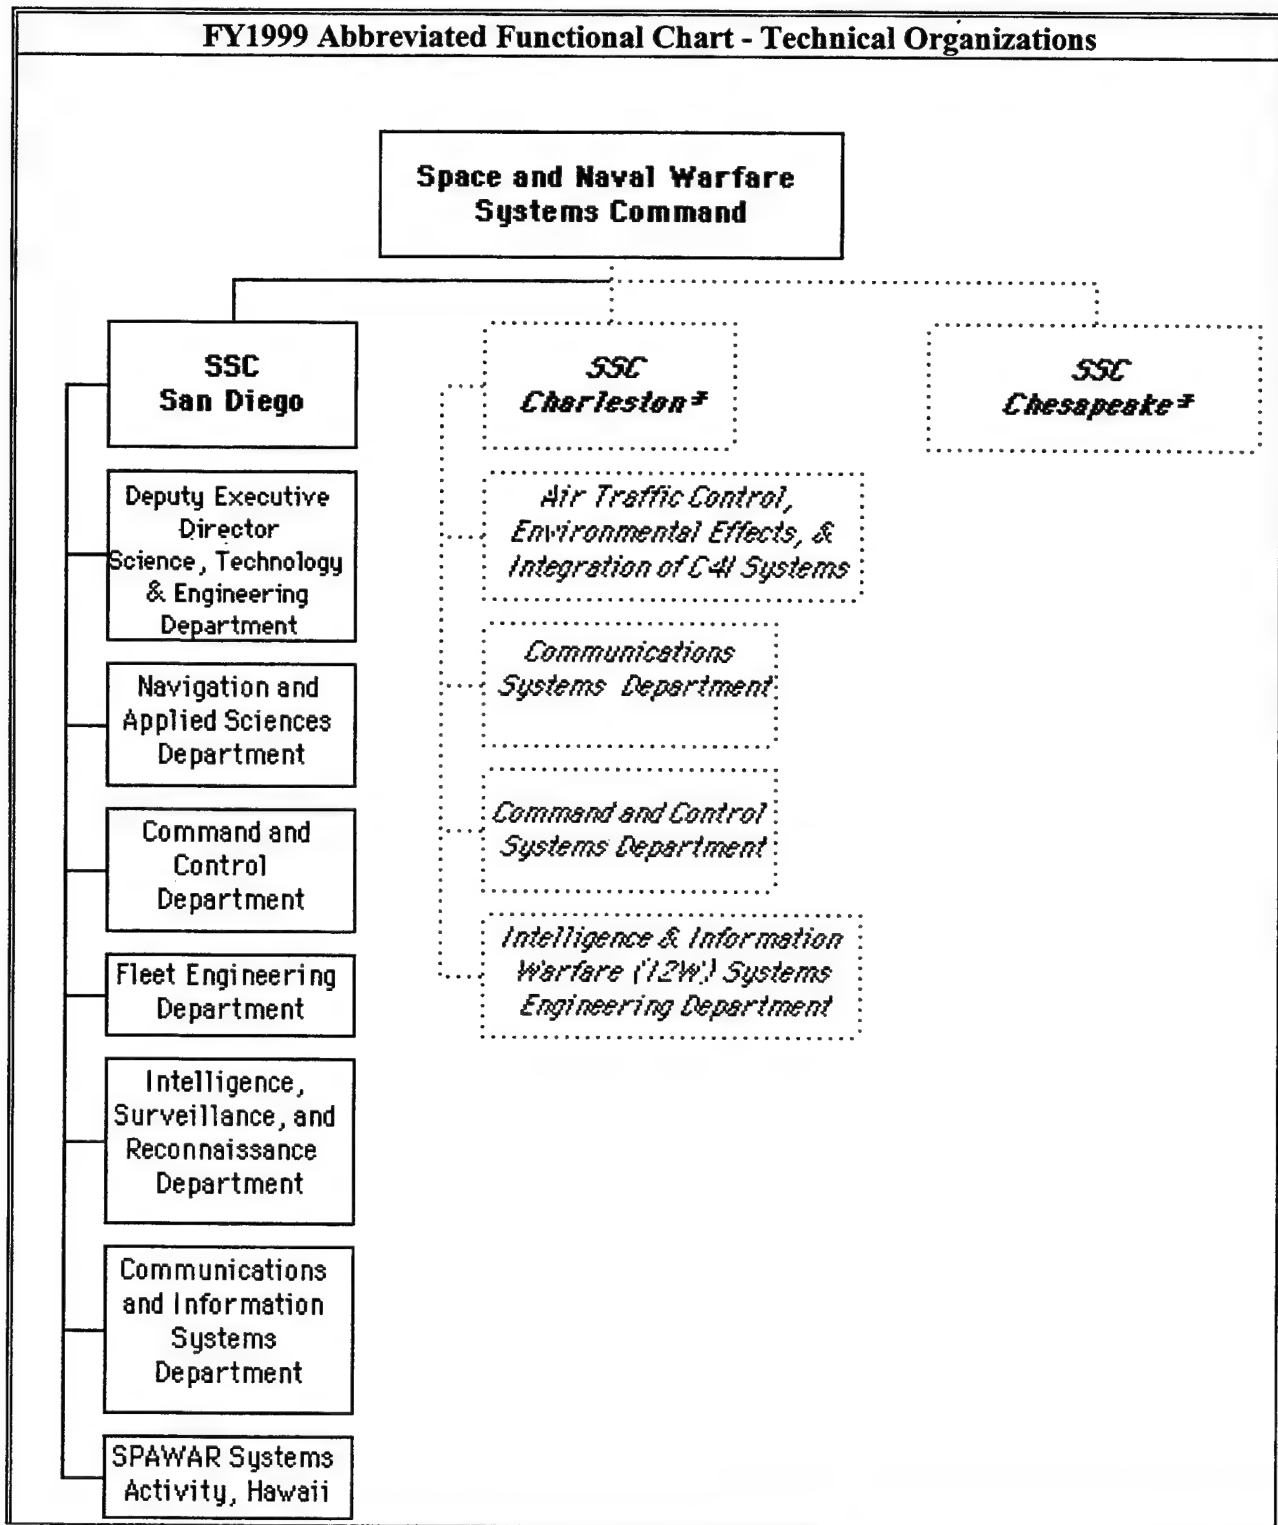 FY1999 Abbreviated Functional Chart - Technical Organizations
Space and Naval Warfare
Systems Command
SSC
San Diego
SSC
Charleston*
SSC
Chesapeake*
Deputy Executive
Director
Science, Technology
& Engineering
Department
Navigation and
Applied Sciences
Department
Command and
Control
Department
Fleet Engineering
Department
Intelligence,
Surveillance, and
Reconnaissance
Department
Communications
and Information
Systems
Department
SPAWAR Systems
Activity, Hawaii
Air Traffic Control,
Environmental Effects, &
Integration of C4I Systems
Communications
Systems Department
Command and Control
Systems Department
Intelligence & Information
Warfare (I2W) Systems
Engineering Department